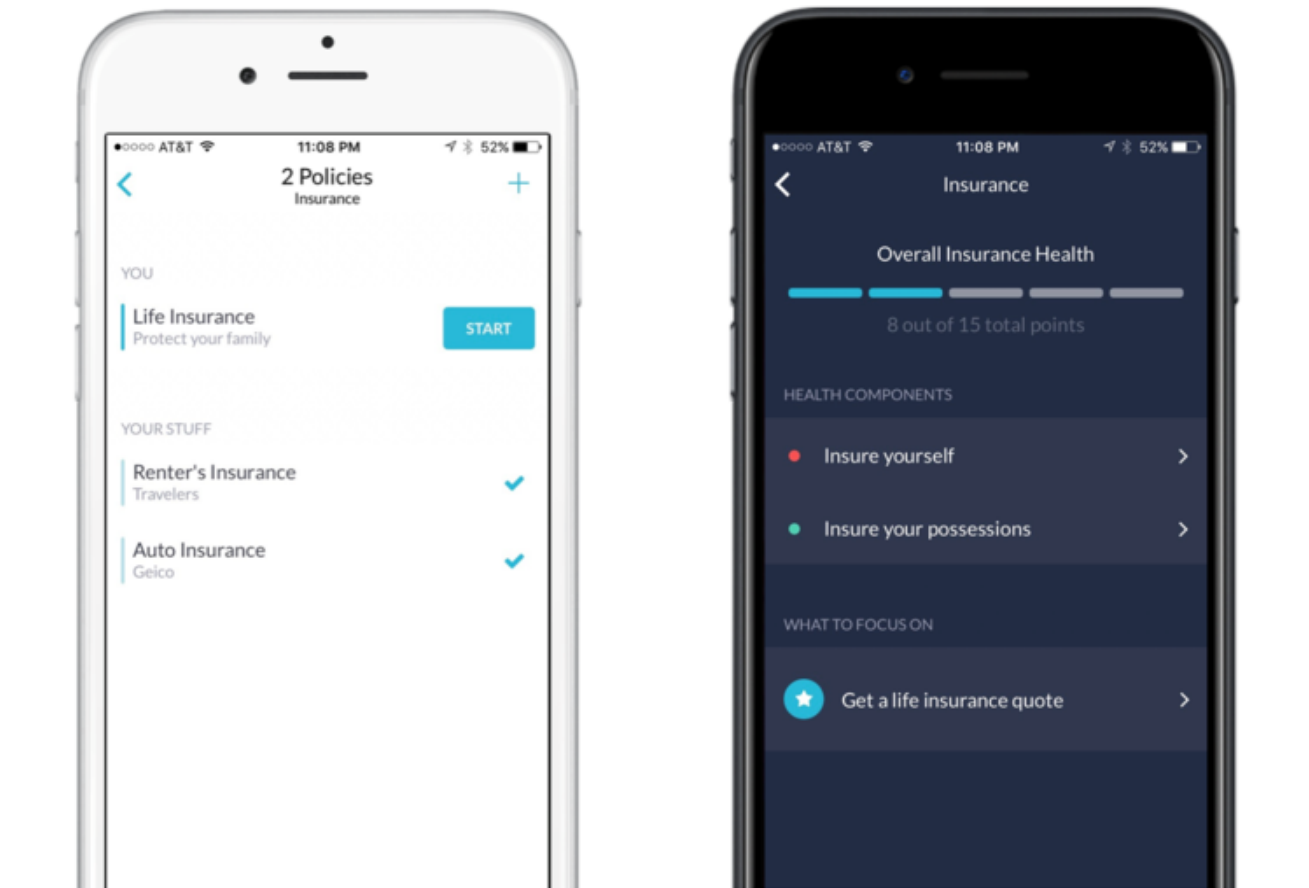 AT&T 11:08 PM 52%
2 Policies
Insurance
YOU
Life Insurance
Protect your family
START
YOUR STUFF
Renter's Insurance
Travelers
Auto Insurance
Geico
AT&T 11:08 PM 52%
Insurance
Overall Insurance Health
8 out of 15 total points
HEALTH COMPONENTS
Insure yourself
Insure your possessions
WHAT TO FOCUS ON
Get a life insurance quote